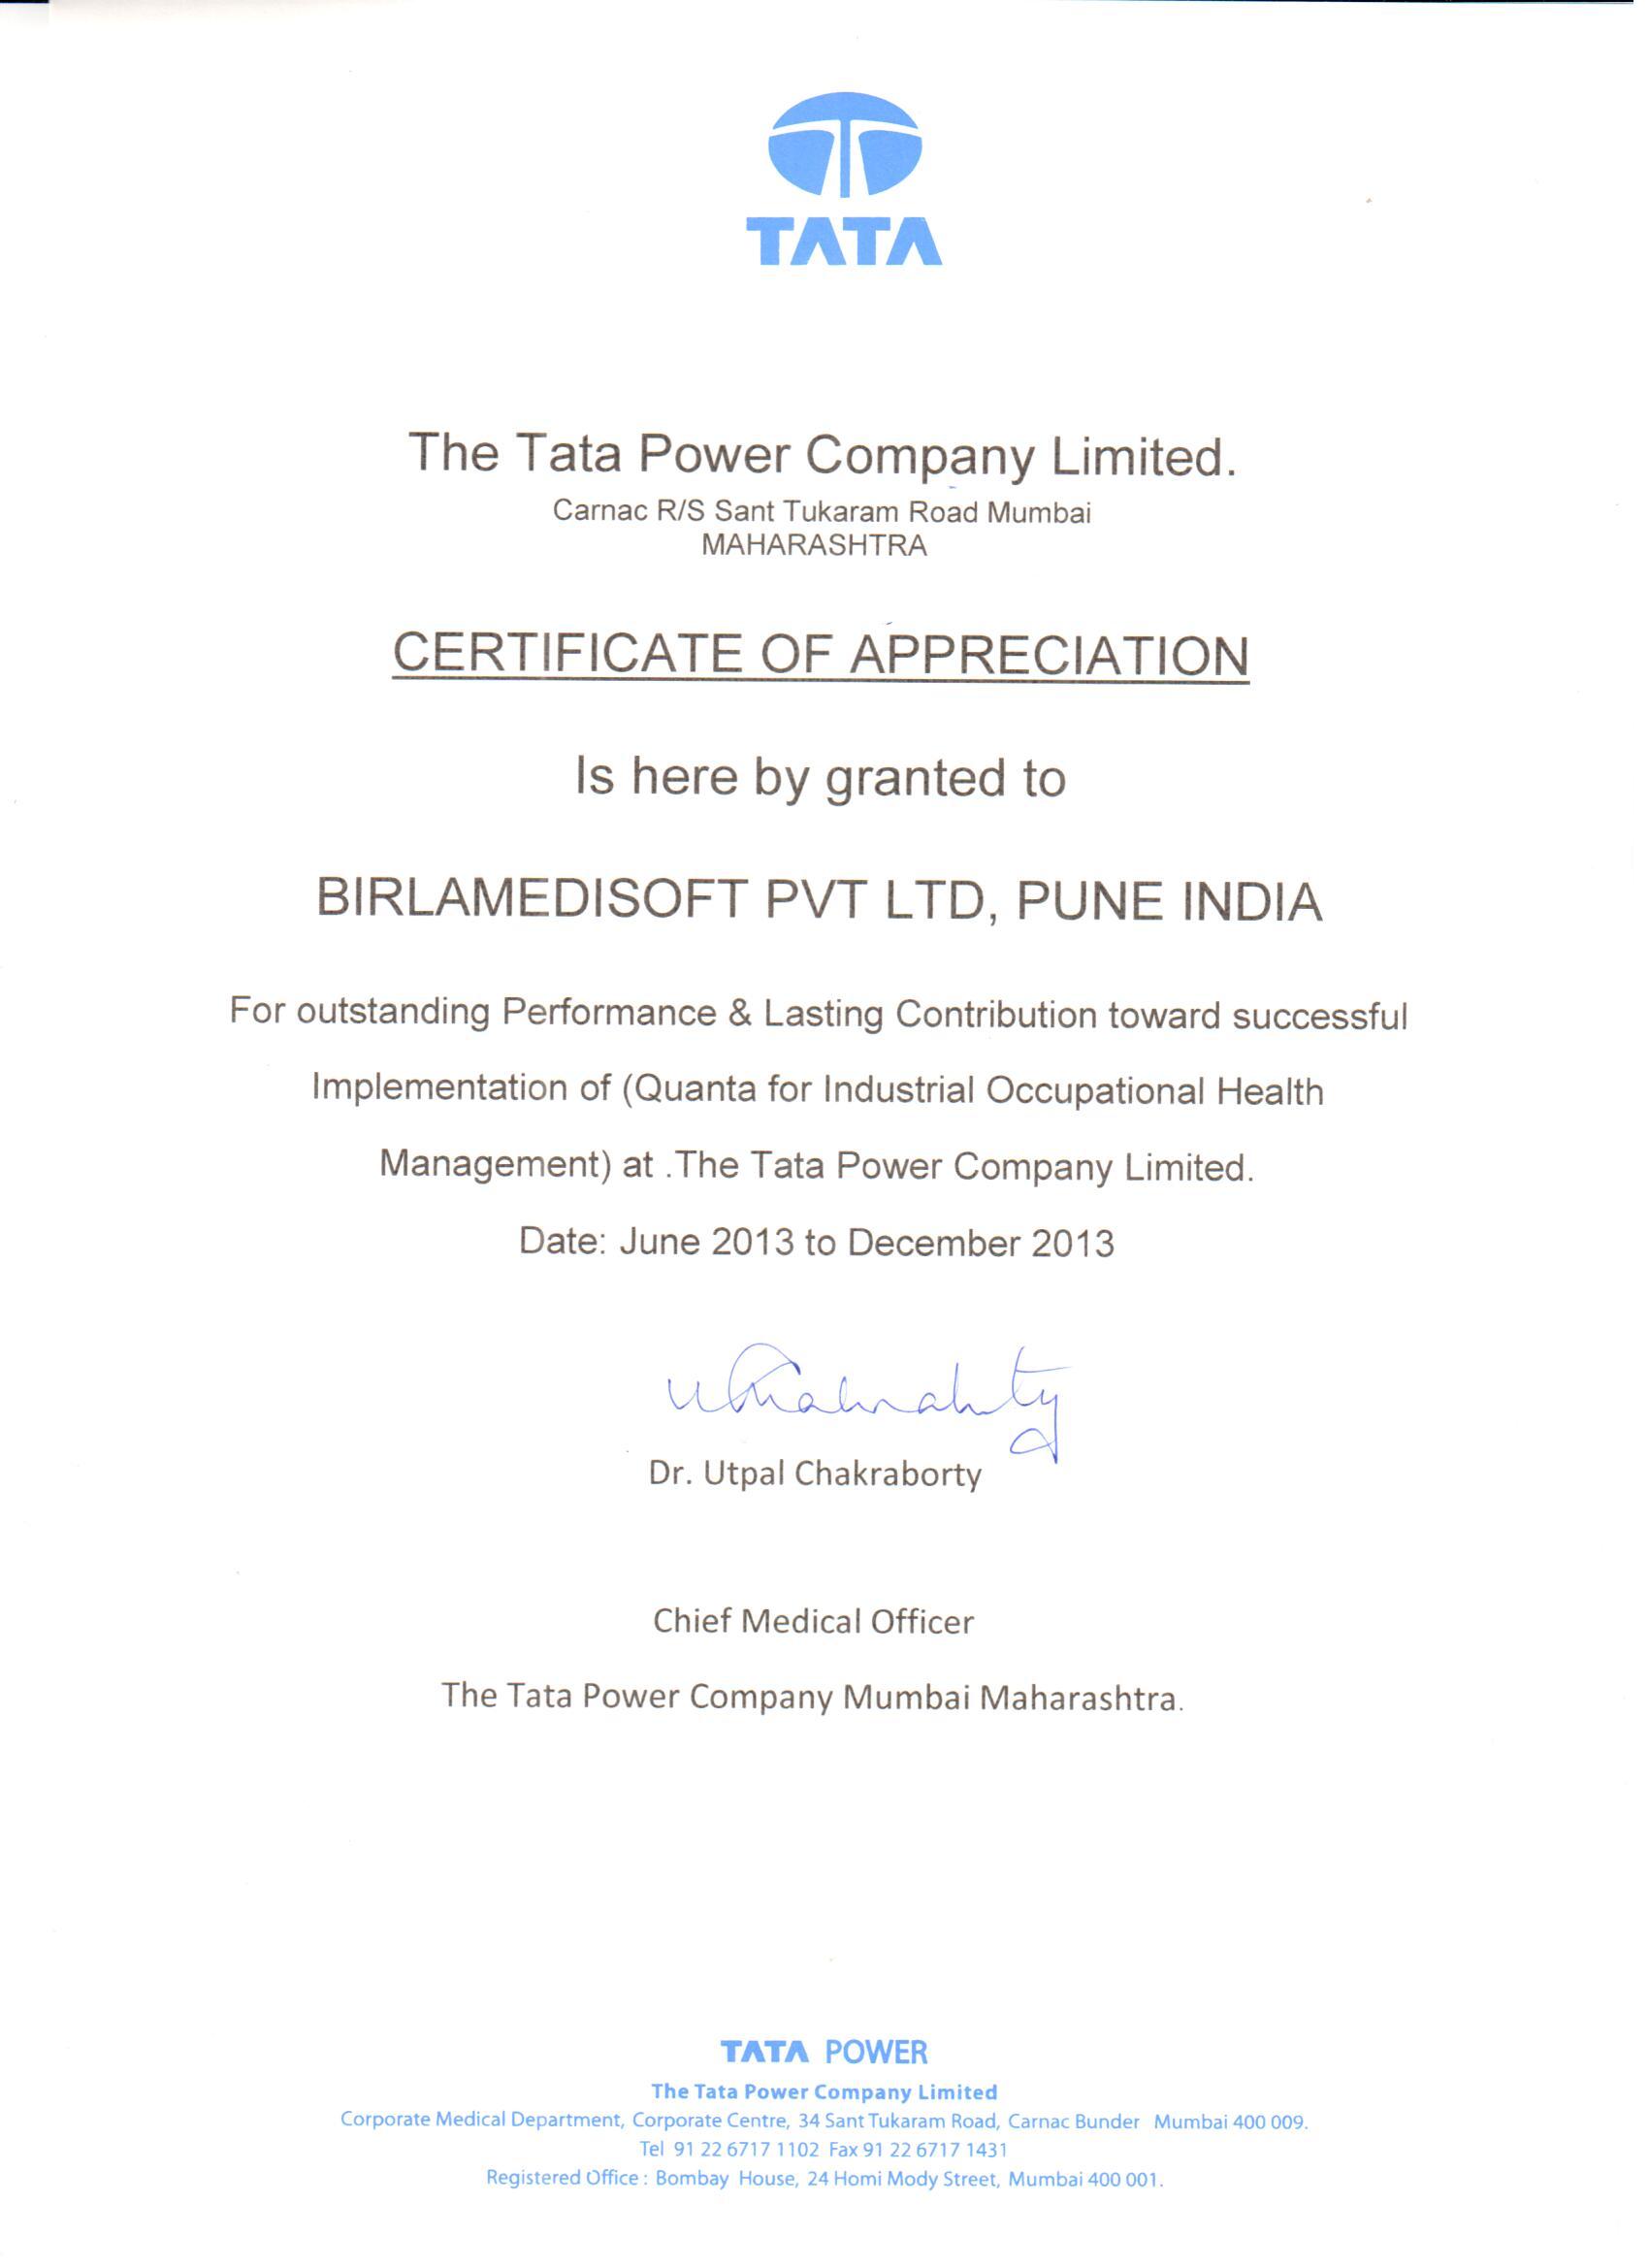 TATA
The Tata Power Company Limited.
Carnac R/S Sant Tukaram Road Mumbai
MAHARASHTRA
CERTIFICATE OF APPRECIATION
Is here by granted to
BIRLAMEDISOFT PVT LTD, PUNE INDIA
For outstanding Performance & Lasting Contribution toward successful
Implementation of (Quanta for Industrial Occupational Health
Management) at .The Tata Power Company Limited.
Date: June 2013 to December 2013
Dr. Utpal Chakraborty
Chief Medical Officer
The Tata Power Company Mumbai Maharashtra.
TATA POWER
The Tata Power Company Limited
Corporate Medical Department, Corporate Centre, 34 Sant Tukaram Road, Carnac Bunder Mumbai 400 009.
Tel 91 22 6717 1102 Fax 91 22 6717 1431
Registered Office : Bombay House, 24 Homi Mody Street, Mumbai 400 001.